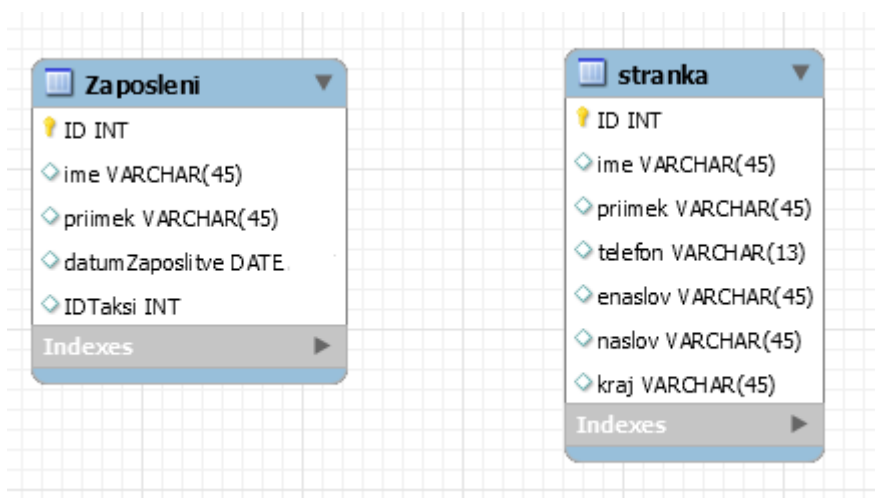 Zaposleni
ID INT
ime VARCHAR(45)
priimek VARCHAR(45)
datumZaposlitve DATE
IDTaksi INT
Indexes
stranka
ID INT
ime VARCHAR(45)
priimek VARCHAR(45)
telefon VARCHAR(13)
enaslov VARCHAR(45)
naslov VARCHAR(45)
kraj VARCHAR(45)
Indexes